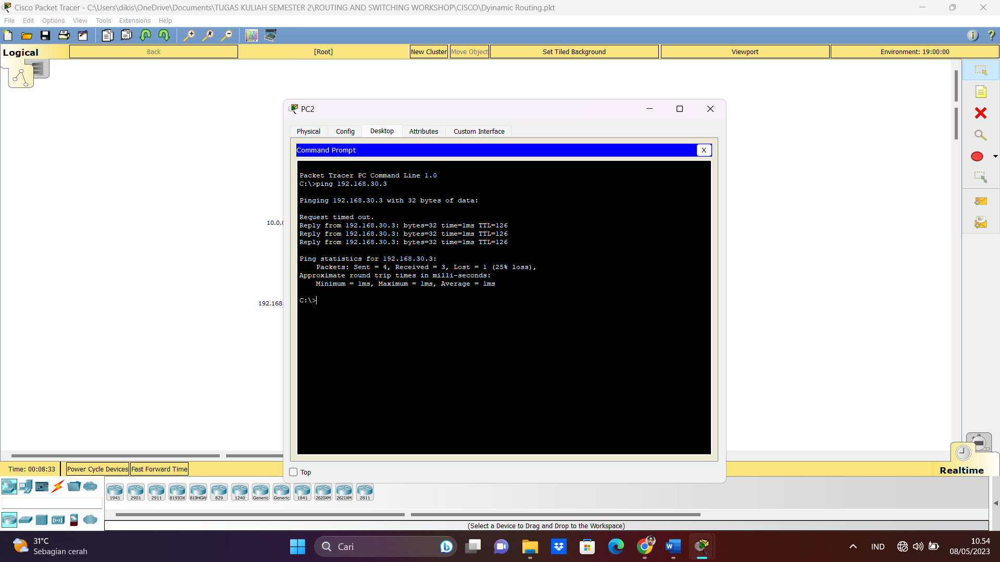 Cisco Packet Tracer - C:\Users\dikis\OneDrive\Documents\TUGAS KULIAH SEMESTER 2\ROUTING AND SWITCHING WORKSHOP\CISCO\Dyinamic Routing.pkt
File Edit Options View Tools Extensions Help
Logical Back [Root] New Cluster Move Object Set Tiled Background Viewport Environment: 19:00:00
PC2
Physical Config Desktop Attributes Custom Interface
Command Prompt X
Packet Tracer PC Command Line 1.0
C:\>ping 192.168.30.3
Pinging 192.168.30.3 with 32 bytes of data:
Request timed out.
Reply from 192.168.30.3: bytes=32 time=1ms TTL=126
Reply from 192.168.30.3: bytes=32 time=1ms TTL=126
Reply from 192.168.30.3: bytes=32 time=1ms TTL=126
Ping statistics for 192.168.30.3:
Packets: Sent = 4, Received = 3, Lost = 1 (25% loss),
Approximate round trip times in milli-seconds:
Minimum = 1ms, Maximum = 1ms, Average = 1ms
C:\>
10.0.0
192.168.
Top
Time: 00:08:33 Power Cycle Devices Fast Forward Time Realtime
1941 2901 2911 819IOX 819HGW 829 1240 Generic Generic 1841 2620XM 2621XM 2811
(Select a Device to Drag and Drop to the Workspace)
31°C
Sebagian cerah
Cari
IND
10.54
08/05/2023